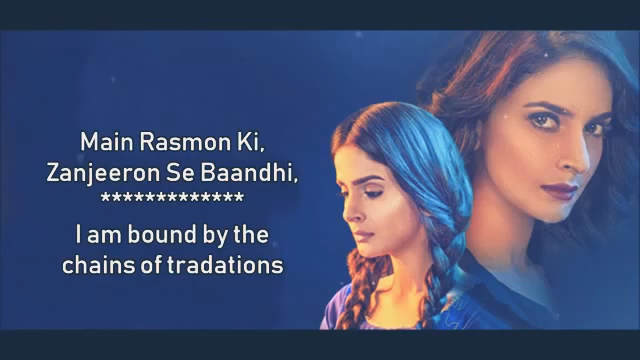 Main Rasmon Ki,
Zanjeeron Se Baandhi,
*************
I am bound by the
chains of tradations